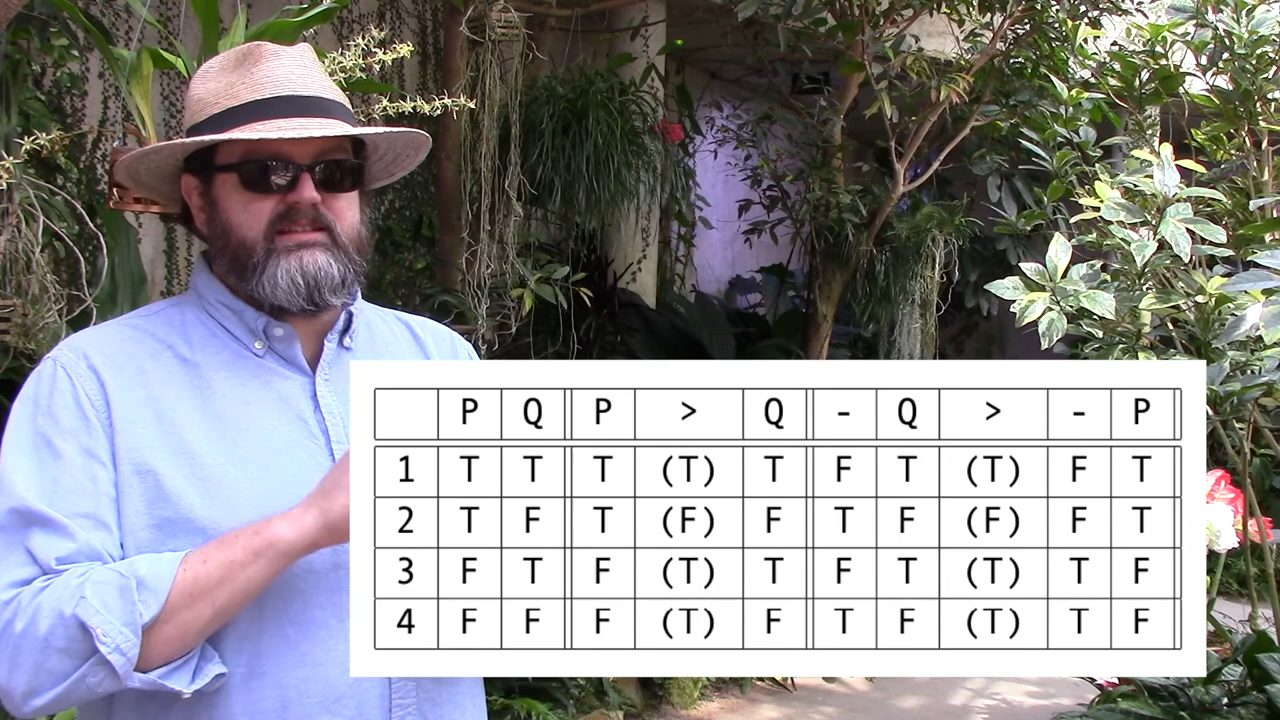 P Q P > Q - Q > - P
1 T T T (T) T F T (T) F T
2 T F T (F) F T F (F) F T
3 F T F (T) T F T (T) T F
4 F F F (T) F T F (T) T F